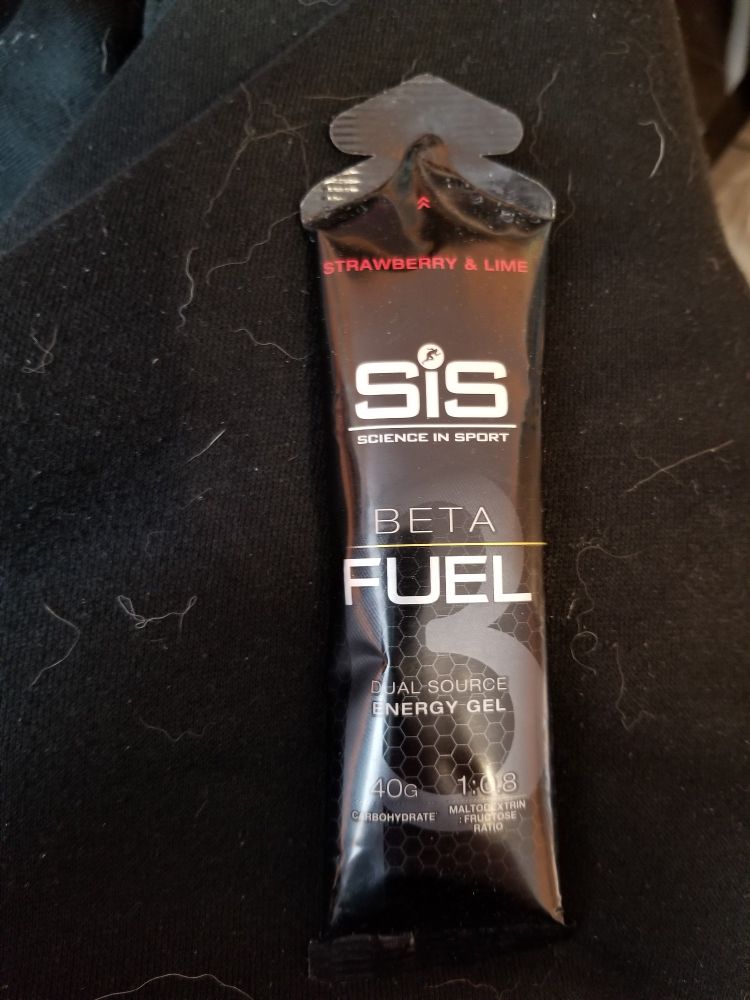 STRAWBERRY & LIME
SiS
SCIENCE IN SPORT
BETA
FUEL
DUAL SOURCE
ENERGY GEL
40G
CARBOHYDRATE
1:0.8
MALTODEXTRIN
: FRUCTOSE
RATIO